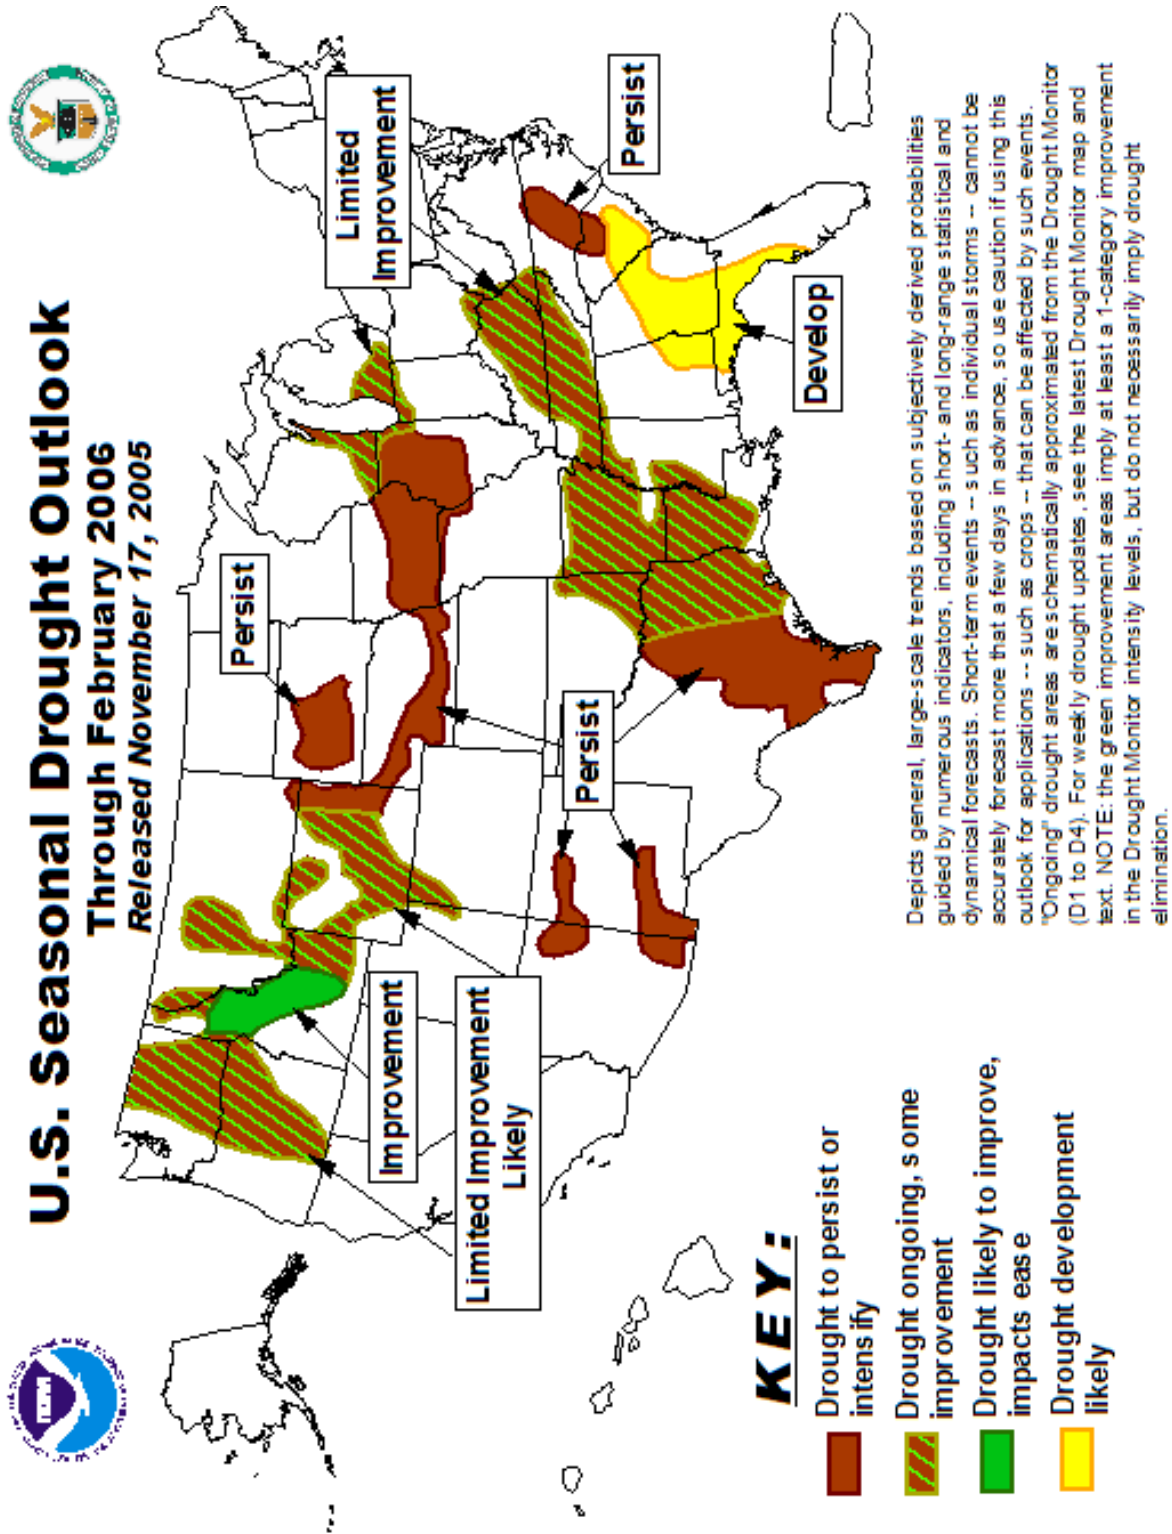 U.S. Seasonal Drought Outlook
Through February 2006
Released November 17, 2005
Limited
Improvement
Persist
Persist
Develop
Persist
Improvement
Limited Improvement
Likely
KEY:
Drought to persist or
intensify
Drought ongoing, some
improvement
Drought likely to improve,
impacts ease
Drought development
likely
Depicts general, large-scale trends based on subjectively derived probabilities
guided by numerous indicators, including short- and long-range statistical and
dynamical forecasts. Short-term events -- such as individual storms -- cannot be
accurately forecast more that a few days in advance, so use caution if using this
outlook for applications -- such as crops -- that can be affected by such events.
"Ongoing" drought areas are schematically approximated from the Drought Monitor
(D1 to D4). For weekly drought updates, see the latest Drought Monitor map and
text. NOTE: the green improvement areas imply at least a 1-category improvement
in the Drought Monitor intensity levels, but do not necessarily imply drought
elimination.